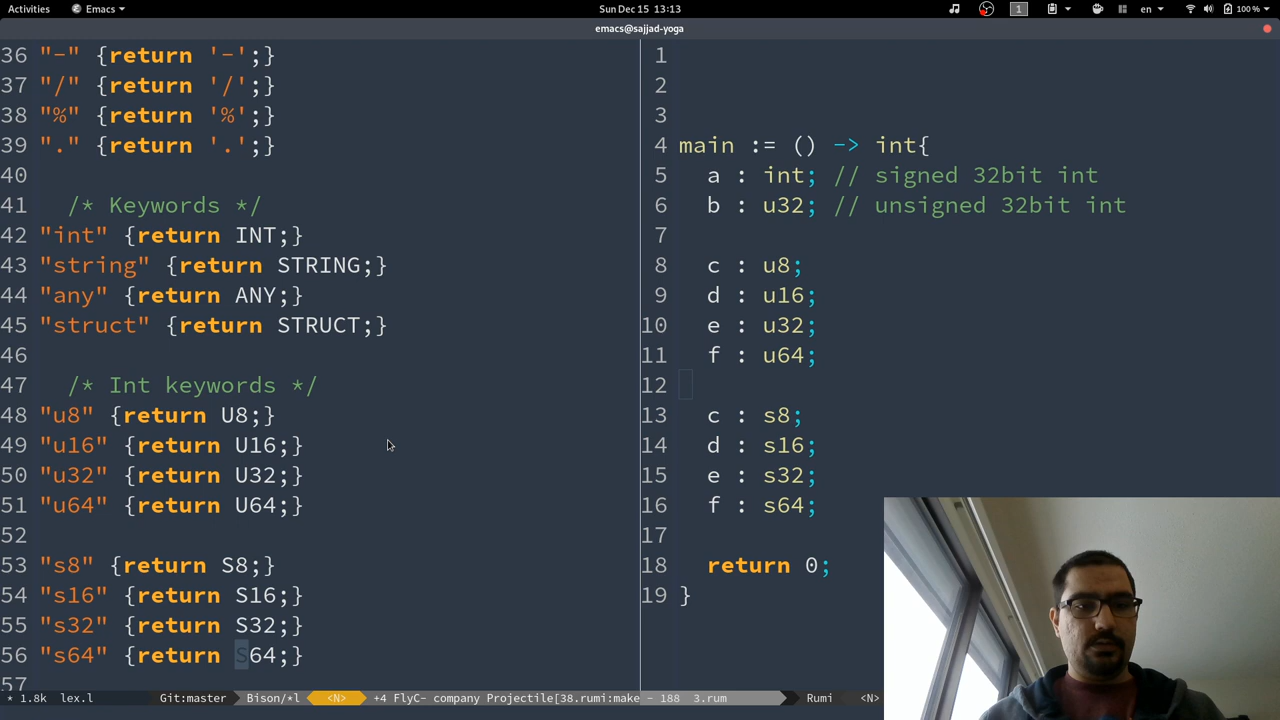 Activities Emacs Sun Dec 15 13:13 1 en 100 %
emacs@sajjad-yoga
36 "-" {return '-';}
37 "/" {return '/';}
38 "%" {return '%';}
39 "." {return '.';}
40
41 /* Keywords */
42 "int" {return INT;}
43 "string" {return STRING;}
44 "any" {return ANY;}
45 "struct" {return STRUCT;}
46
47 /* Int keywords */
48 "u8" {return U8;}
49 "u16" {return U16;}
50 "u32" {return U32;}
51 "u64" {return U64;}
52
53 "s8" {return S8;}
54 "s16" {return S16;}
55 "s32" {return S32;}
56 "s64" {return S64;}
57
* 1.8k lex.l Git:master Bison/*l <N> +4 FlyC- company Projectile[38.rumi:make
1
2
3
4 main := () -> int{
5 a : int; // signed 32bit int
6 b : u32; // unsigned 32bit int
7
8 c : u8;
9 d : u16;
10 e : u32;
11 f : u64;
12
13 c : s8;
14 d : s16;
15 e : s32;
16 f : s64;
17
18 return 0;
19 }
- 188 3.rum Rumi <N>